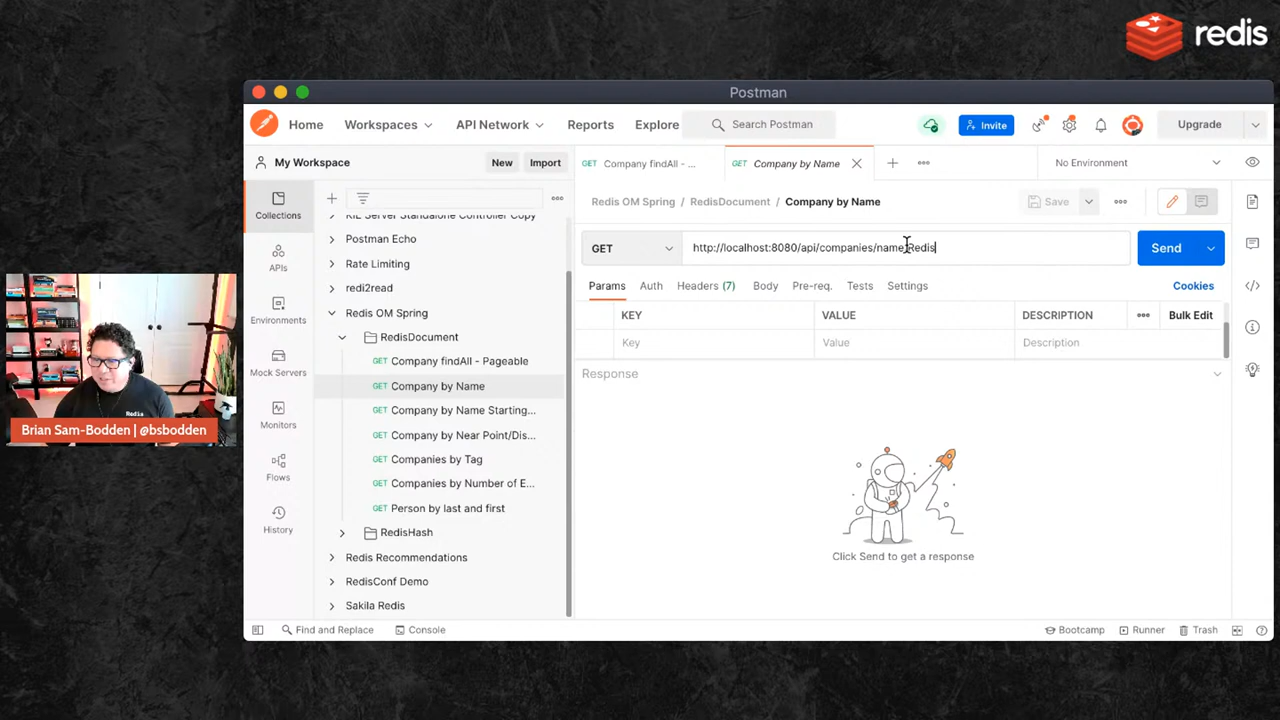 redis
Postman
Home
Workspaces
API Network
Reports
Explore
Search Postman
Invite
Upgrade
My Workspace
New
Import
GET Company findAll - ...
GET Company by Name
No Environment
Collections
APIs
Environments
Mock Servers
Monitors
Flows
History
RIL Server Standalone Controller Copy
Postman Echo
Rate Limiting
redi2read
Redis OM Spring
RedisDocument
GET Company findAll - Pageable
GET Company by Name
GET Company by Name Starting...
GET Company by Near Point/Dis...
GET Companies by Tag
GET Companies by Number of E...
GET Person by last and first
RedisHash
Redis Recommendations
RedisConf Demo
Sakila Redis
Redis OM Spring / RedisDocument / Company by Name
Save
GET
http://localhost:8080/api/companies/name/Redis
Send
Params
Auth
Headers (7)
Body
Pre-req.
Tests
Settings
Cookies
KEY
VALUE
DESCRIPTION
Bulk Edit
Key
Value
Description
Response
Click Send to get a response
Find and Replace
Console
Bootcamp
Runner
Trash
Redis
Brian Sam-Bodden | @bsbodden